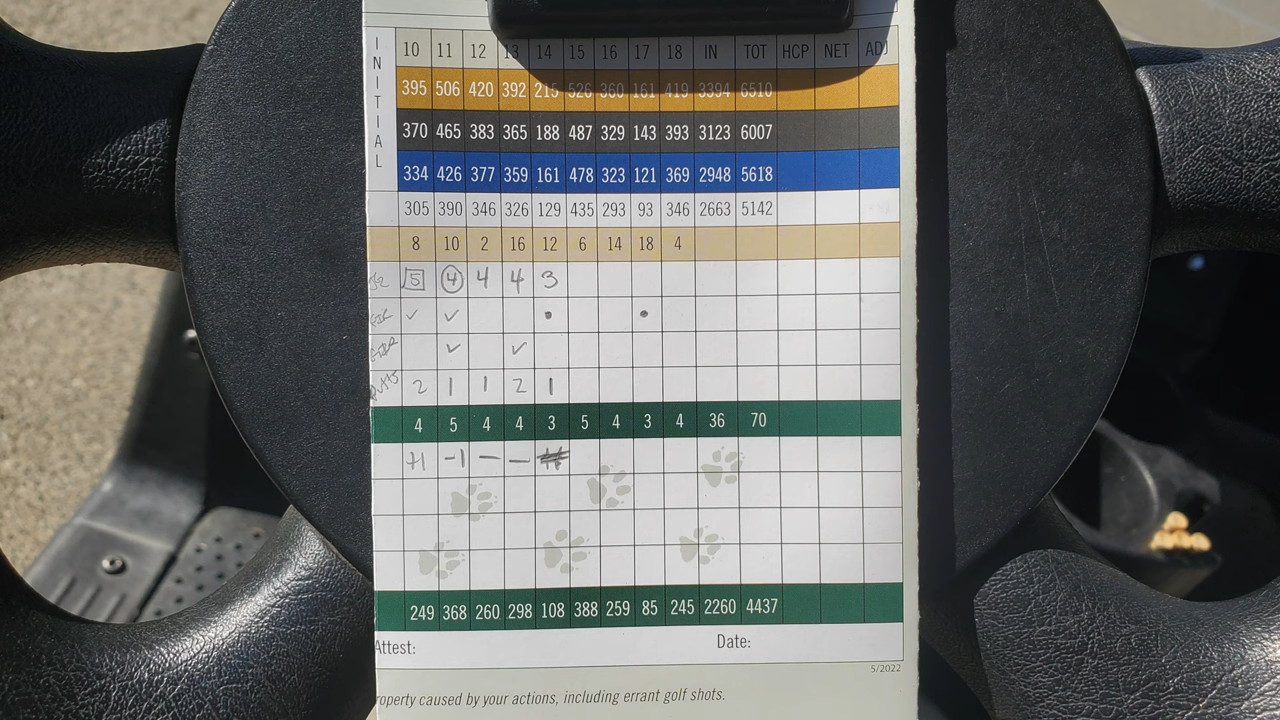 INITIAL 10 11 12 13 14 15 16 17 18 IN TOT HCP NET ADJ
395 506 420 392 215 526 360 161 419 3394 6510
370 465 383 365 188 487 329 143 393 3123 6007
334 426 377 359 161 478 323 121 369 2948 5618
305 390 346 326 129 435 293 93 346 2663 5142
8 10 2 16 12 6 14 18 4
5 4 4 4 3
✓ ✓ • •
✓ ✓
PUTTS 2 1 1 2 1
4 5 4 4 3 5 4 3 4 36 70
+1 -1 — —
249 368 260 298 108 388 259 85 245 2260 4437
Attest: Date:
5/2022
roperty caused by your actions, including errant golf shots.